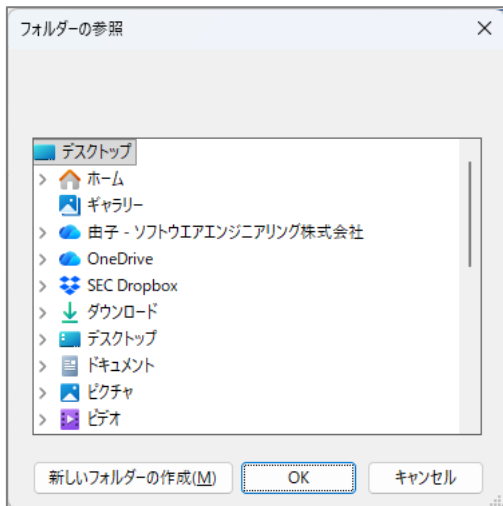 フォルダーの参照
デスクトップ
ホーム
ギャラリー
由子 - ソフトウエアエンジニアリング株式会社
OneDrive
SEC Dropbox
ダウンロード
デスクトップ
ドキュメント
ピクチャ
ビデオ
新しいフォルダーの作成(M) OK キャンセル